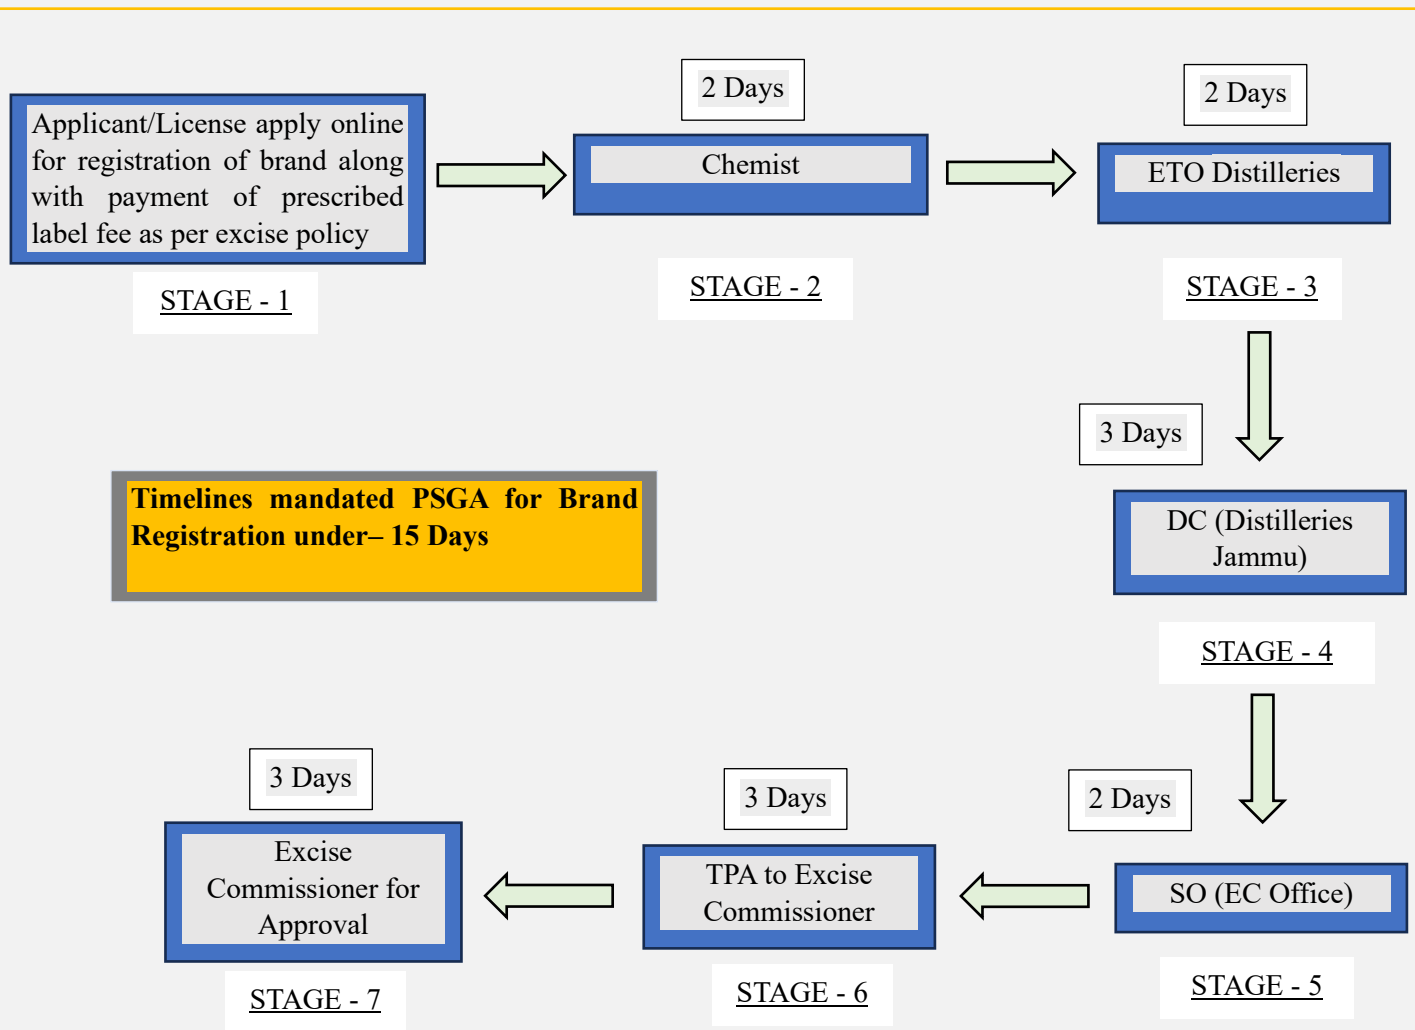 Applicant/License apply online
for registration of brand along
with payment of prescribed
label fee as per excise policy
STAGE - 1
2 Days
Chemist
STAGE - 2
2 Days
ETO Distilleries
STAGE - 3
3 Days
DC (Distilleries
Jammu)
STAGE - 4
Timelines mandated PSGA for Brand
Registration under– 15 Days
2 Days
SO (EC Office)
STAGE - 5
3 Days
TPA to Excise
Commissioner
STAGE - 6
3 Days
Excise
Commissioner for
Approval
STAGE - 7